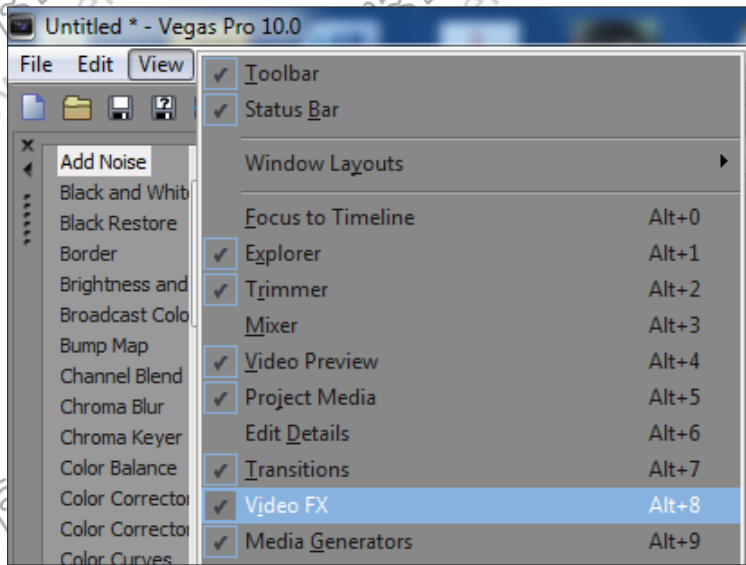 Untitled * - Vegas Pro 10.0
File Edit View
Toolbar
Status Bar
Window Layouts
Focus to Timeline Alt+0
Explorer Alt+1
Trimmer Alt+2
Mixer Alt+3
Video Preview Alt+4
Project Media Alt+5
Edit Details Alt+6
Transitions Alt+7
Video FX Alt+8
Media Generators Alt+9
Add Noise
Black and Whit
Black Restore
Border
Brightness and
Broadcast Colo
Bump Map
Channel Blend
Chroma Blur
Chroma Keyer
Color Balance
Color Corrector
Color Corrector
Color Curves